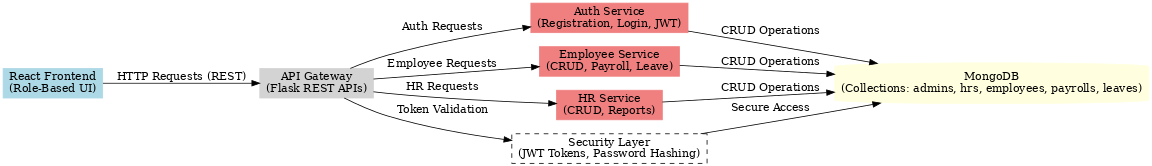 React Frontend
(Role-Based UI)
HTTP Requests (REST)
API Gateway
(Flask REST APIs)
Auth Requests
Employee Requests
HR Requests
Token Validation
Auth Service
(Registration, Login, JWT)
Employee Service
(CRUD, Payroll, Leave)
HR Service
(CRUD, Reports)
Security Layer
(JWT Tokens, Password Hashing)
CRUD Operations
CRUD Operations
CRUD Operations
Secure Access
MongoDB
(Collections: admins, hrs, employees, payrolls, leaves)